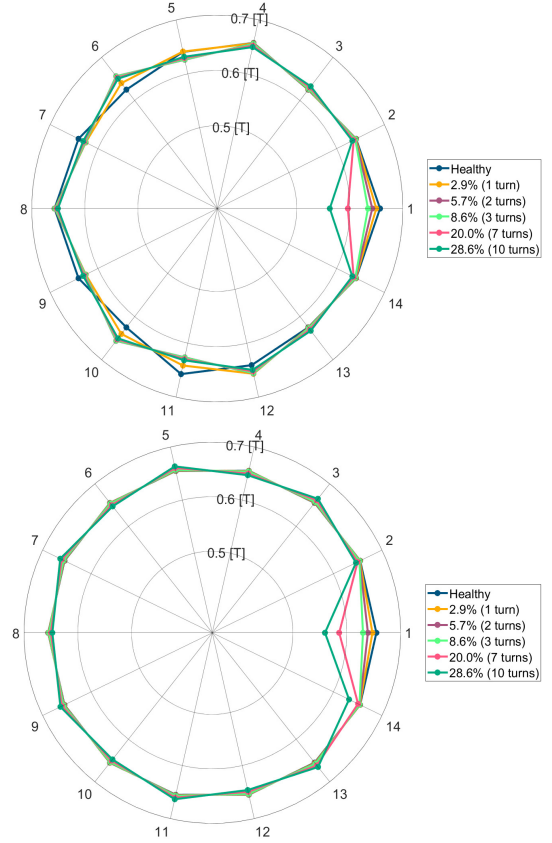 5
4
0.7 [T]
6
3
0.6 [T]
7
2
0.5 [T]
8
1
9
14
10
13
11
12
Healthy
2.9% (1 turn)
5.7% (2 turns)
8.6% (3 turns)
20.0% (7 turns)
28.6% (10 turns)
5
4
0.7 [T]
6
3
0.6 [T]
7
2
0.5 [T]
8
1
9
14
10
13
11
12
Healthy
2.9% (1 turn)
5.7% (2 turns)
8.6% (3 turns)
20.0% (7 turns)
28.6% (10 turns)